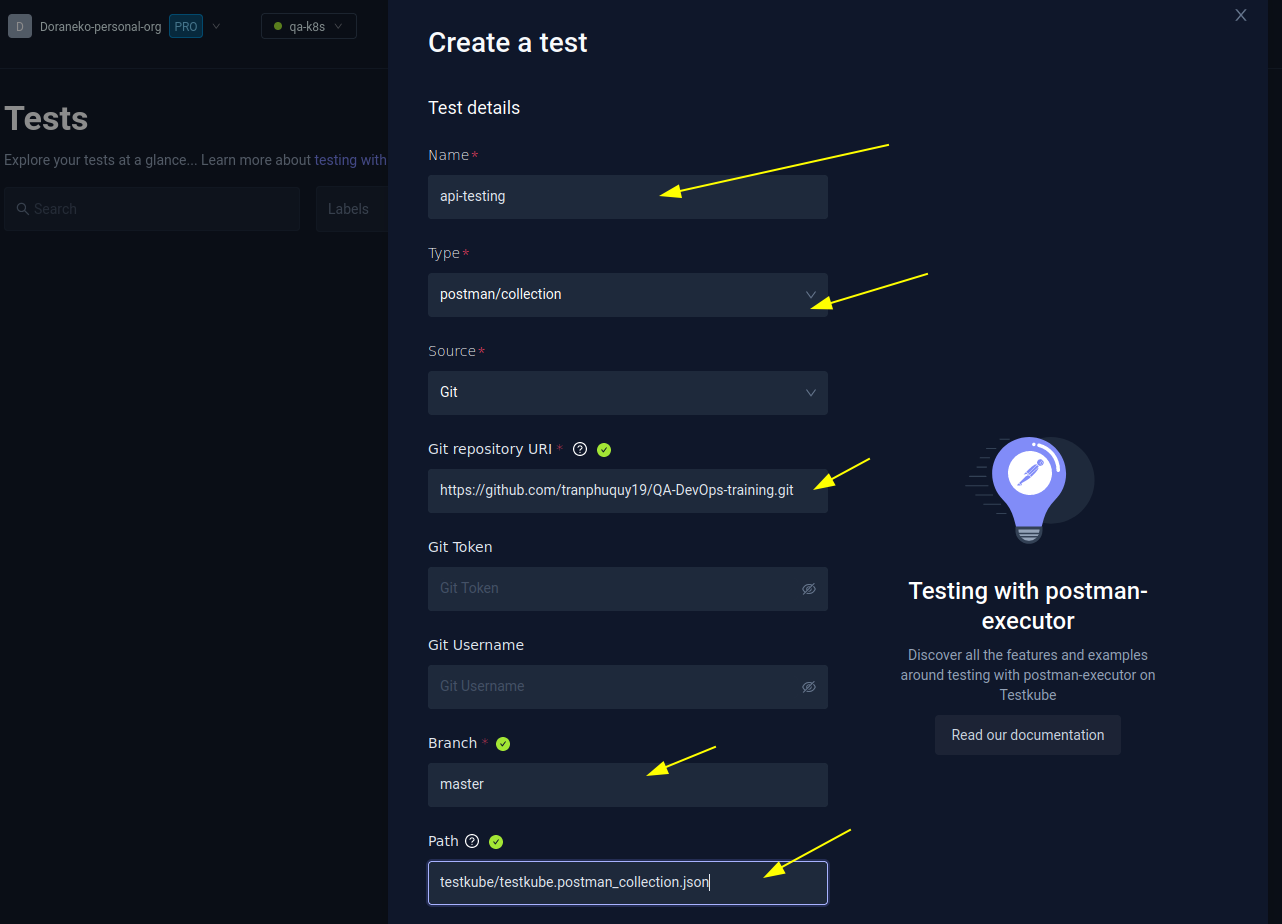 D Doraneko-personal-org PRO qa-k8s
Tests
Explore your tests at a glance... Learn more about testing with
Search
Labels
X
Create a test
Test details
Name*
api-testing
Type*
postman/collection
Source*
Git
Git repository URI * ?
https://github.com/tranphuquy19/QA-DevOps-training.git
Git Token
Git Token
Git Username
Git Username
Branch *
master
Path ?
testkube/testkube.postman_collection.json
Testing with postman-
executor
Discover all the features and examples
around testing with postman-executor on
Testkube
Read our documentation